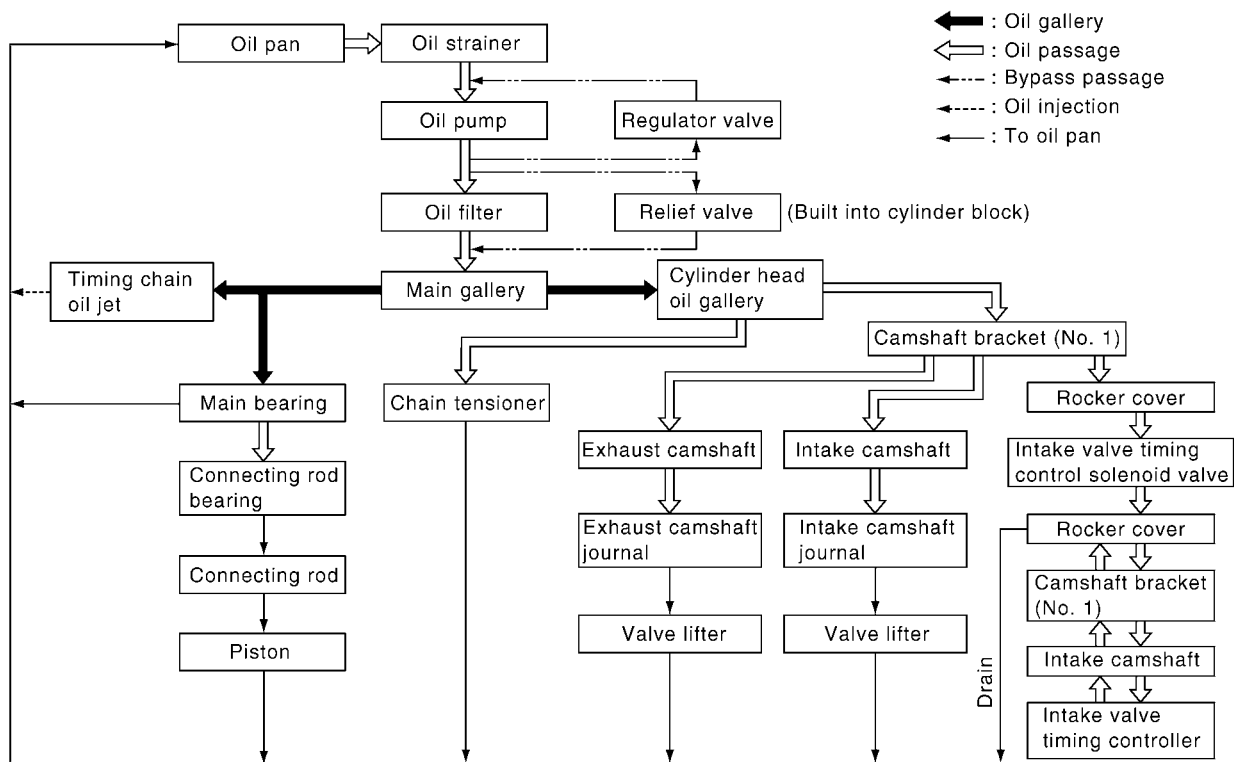 Oil pan
Oil strainer
: Oil gallery
: Oil passage
: Bypass passage
: Oil injection
: To oil pan
Oil pump
Regulator valve
Oil filter
Relief valve
(Built into cylinder block)
Timing chain
oil jet
Main gallery
Cylinder head
oil gallery
Camshaft bracket (No. 1)
Main bearing
Chain tensioner
Rocker cover
Exhaust camshaft
Intake camshaft
Intake valve timing
control solenoid valve
Connecting rod
bearing
Exhaust camshaft
journal
Intake camshaft
journal
Rocker cover
Connecting rod
Camshaft bracket
(No. 1)
Piston
Valve lifter
Valve lifter
Drain
Intake camshaft
Intake valve
timing controller